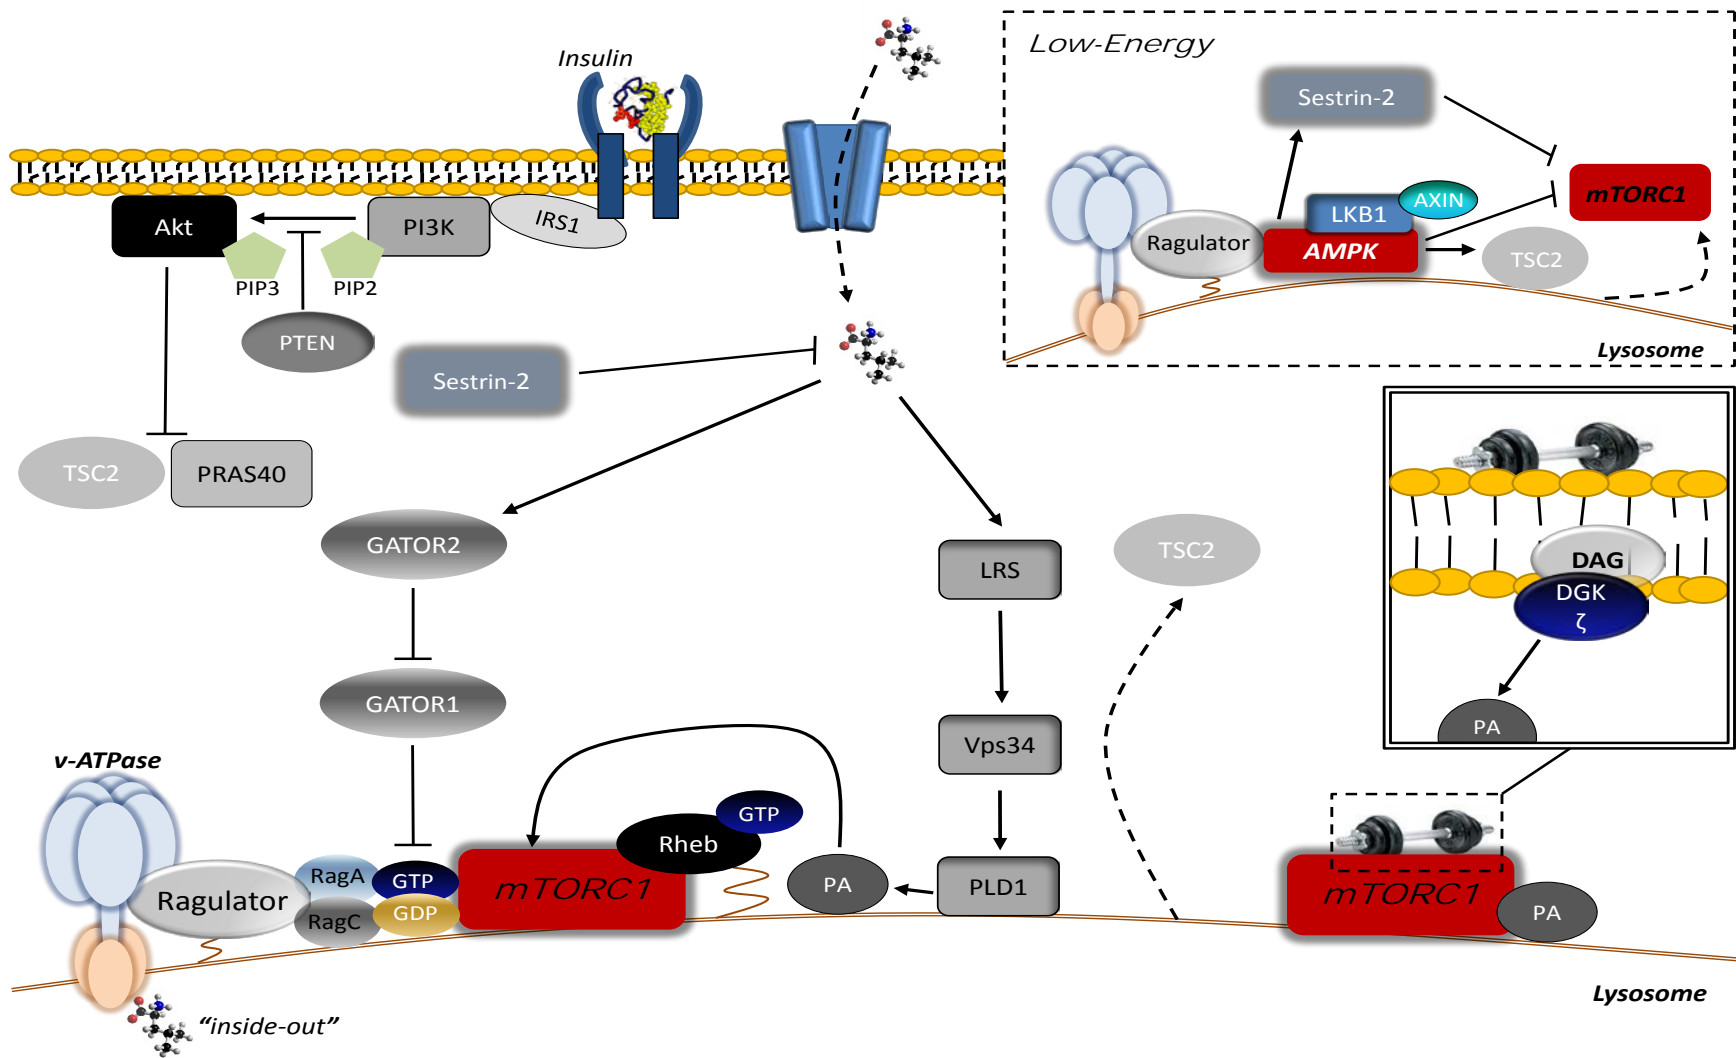 Insulin
Low-Energy
Sestrin-2
mTORC1
AXIN
LKB1
Ragulator
AMPK
TSC2
Lysosome
Akt
PI3K
IRS1
PIP3
PIP2
PTEN
Sestrin-2
TSC2
PRAS40
GATOR2
LRS
TSC2
DAG
DGK
ζ
GATOR1
PA
Vps34
v-ATPase
GTP
Rheb
RagA
GTP
mTORC1
PA
PLD1
mTORC1
Ragulator
RagC
GDP
PA
Lysosome
“inside-out”